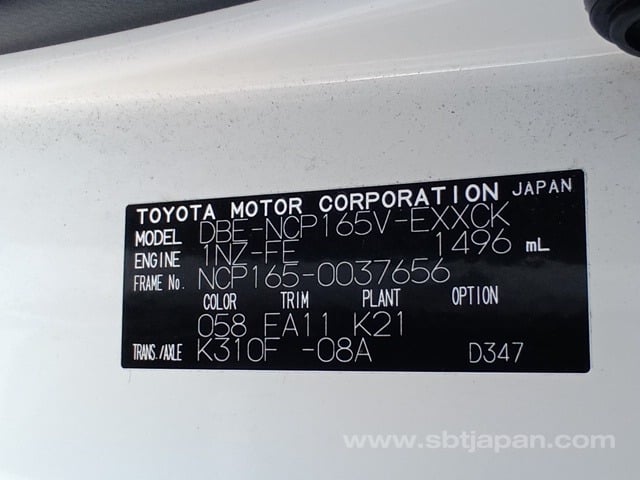 TOYOTA MOTOR CORPORATION JAPAN
MODEL DBE-NCP165V-EXXCK
ENGINE 1NZ-FE 1496 mL
FRAME No. NCP165-0037656
COLOR TRIM PLANT OPTION
058 FA11 K21
TRANS./AXLE K310F -08A D347
www.sbtjapan.com